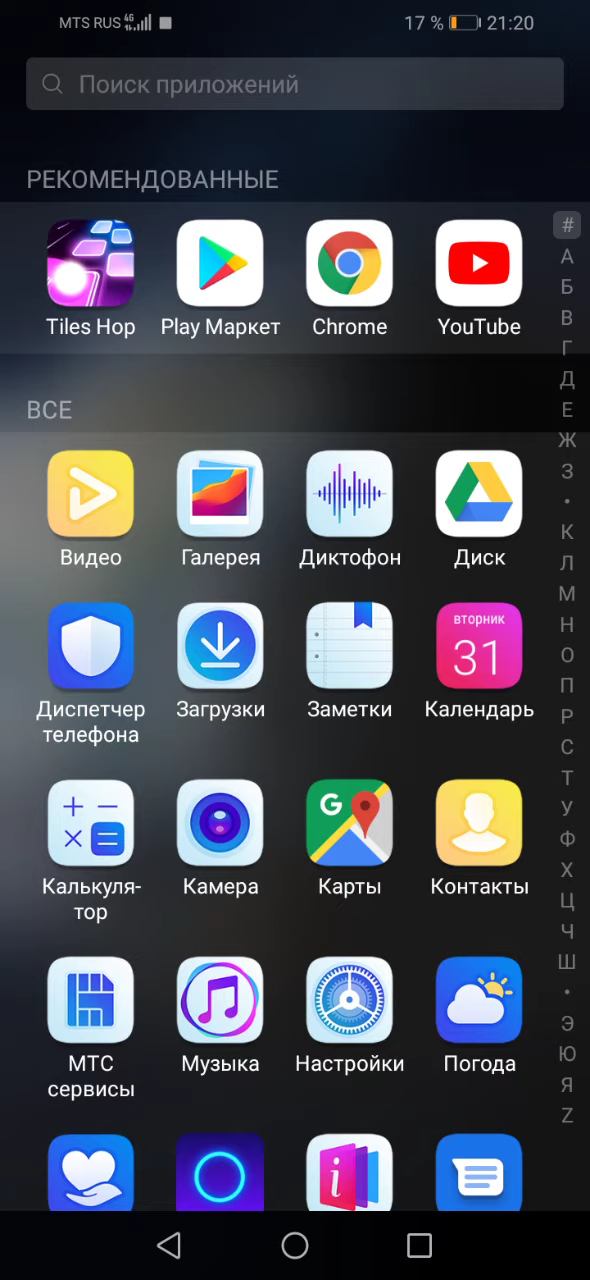 MTS RUS 4G 17 % 21:20
Поиск приложений
РЕКОМЕНДОВАННЫЕ
#
Tiles Hop Play Маркет Chrome YouTube
ВСЕ
Видео Галерея Диктофон Диск
вторник
31
Диспетчер телефона Загрузки Заметки Календарь
G
Калькуля-
тор Камера Карты Контакты
МТС сервисы Музыка Настройки Погода
i
А
Б
В
Г
Д
Е
Ж
З
•
К
Л
М
Н
О
П
Р
С
Т
У
Ф
Х
Ц
Ч
Ш
•
Э
Ю
Я
Z